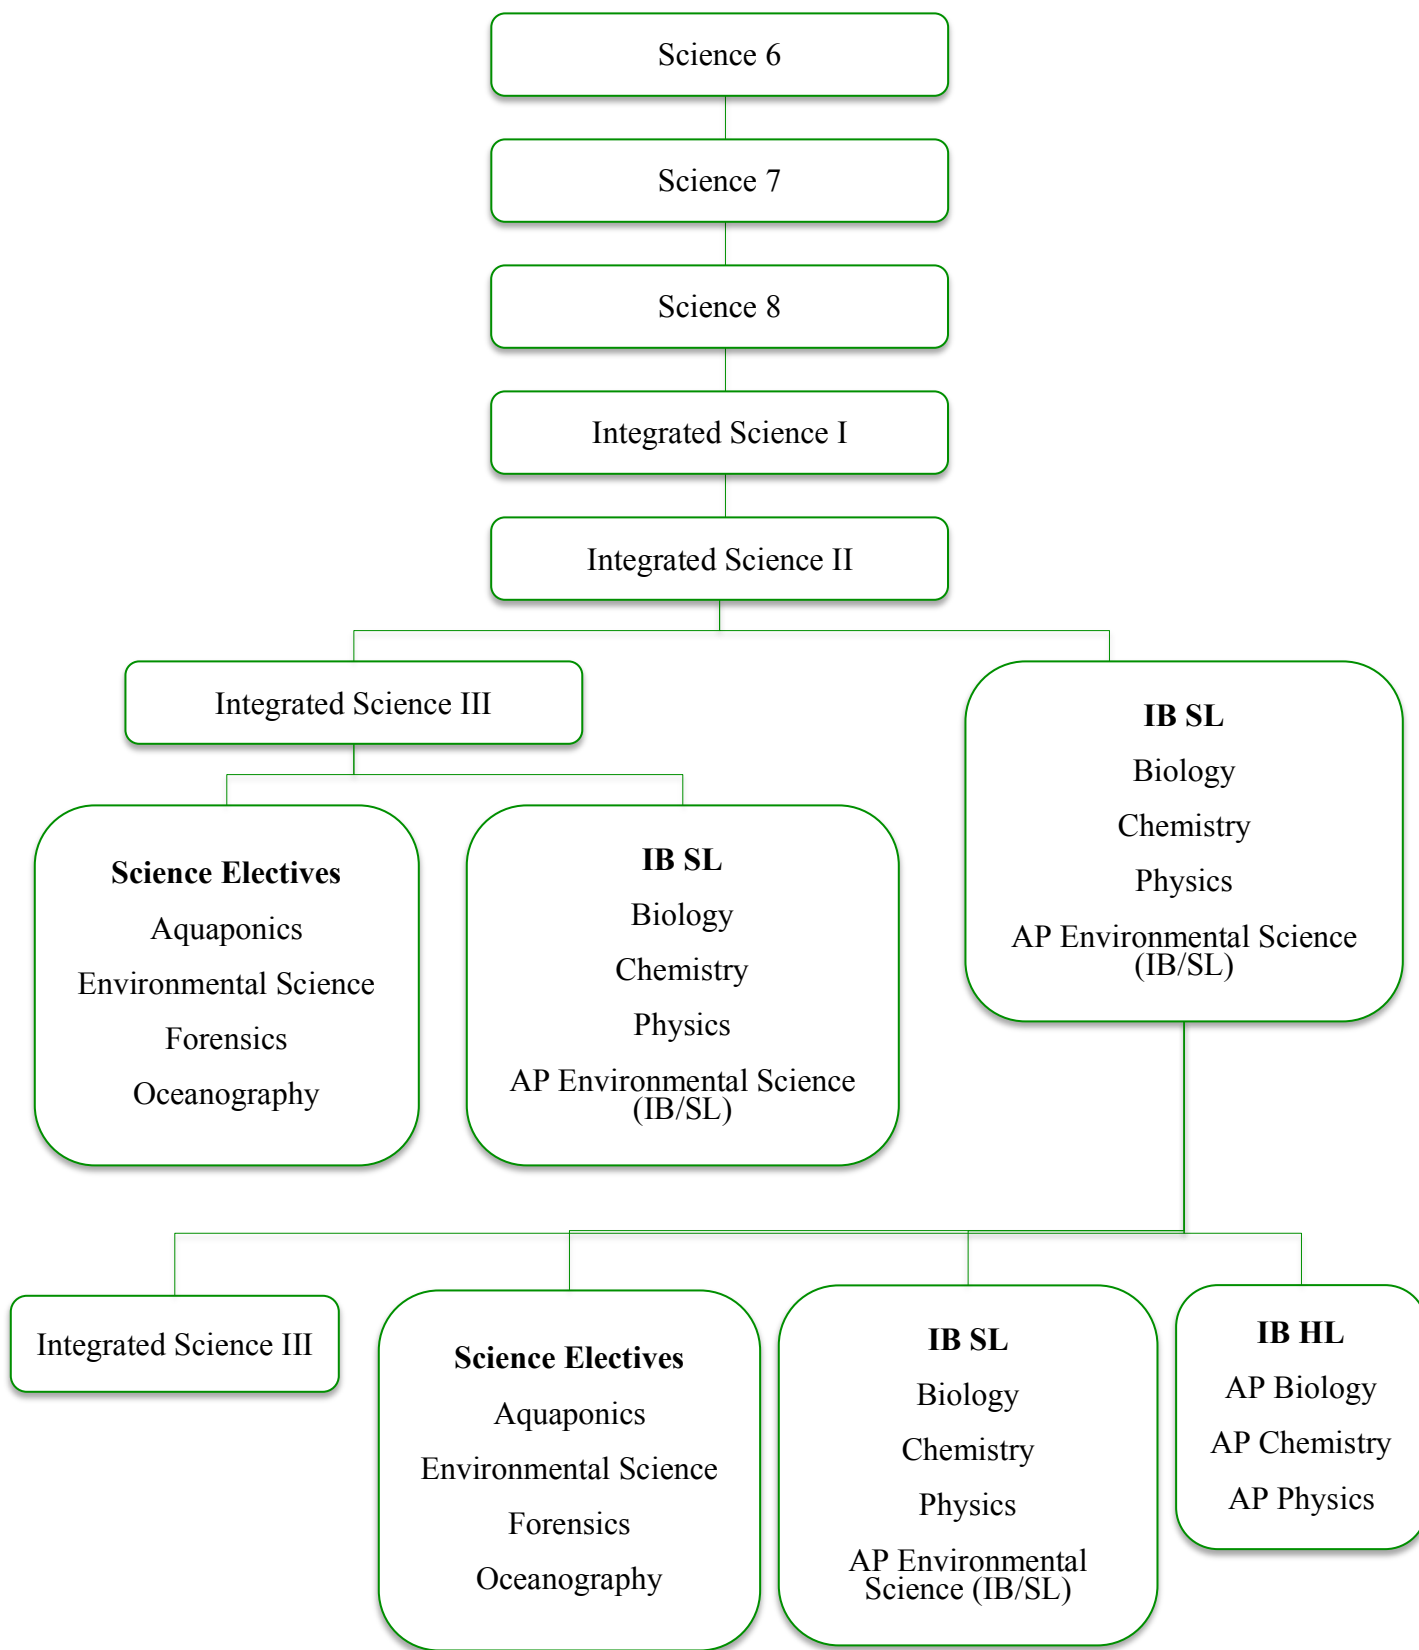 Science 6
Science 7
Science 8
Integrated Science I
Integrated Science II
Integrated Science III
IB SL
Biology
Chemistry
Physics
AP Environmental Science
(IB/SL)
Science Electives
Aquaponics
Environmental Science
Forensics
Oceanography
IB SL
Biology
Chemistry
Physics
AP Environmental Science
(IB/SL)
Integrated Science III
Science Electives
Aquaponics
Environmental Science
Forensics
Oceanography
IB SL
Biology
Chemistry
Physics
AP Environmental
Science (IB/SL)
IB HL
AP Biology
AP Chemistry
AP Physics